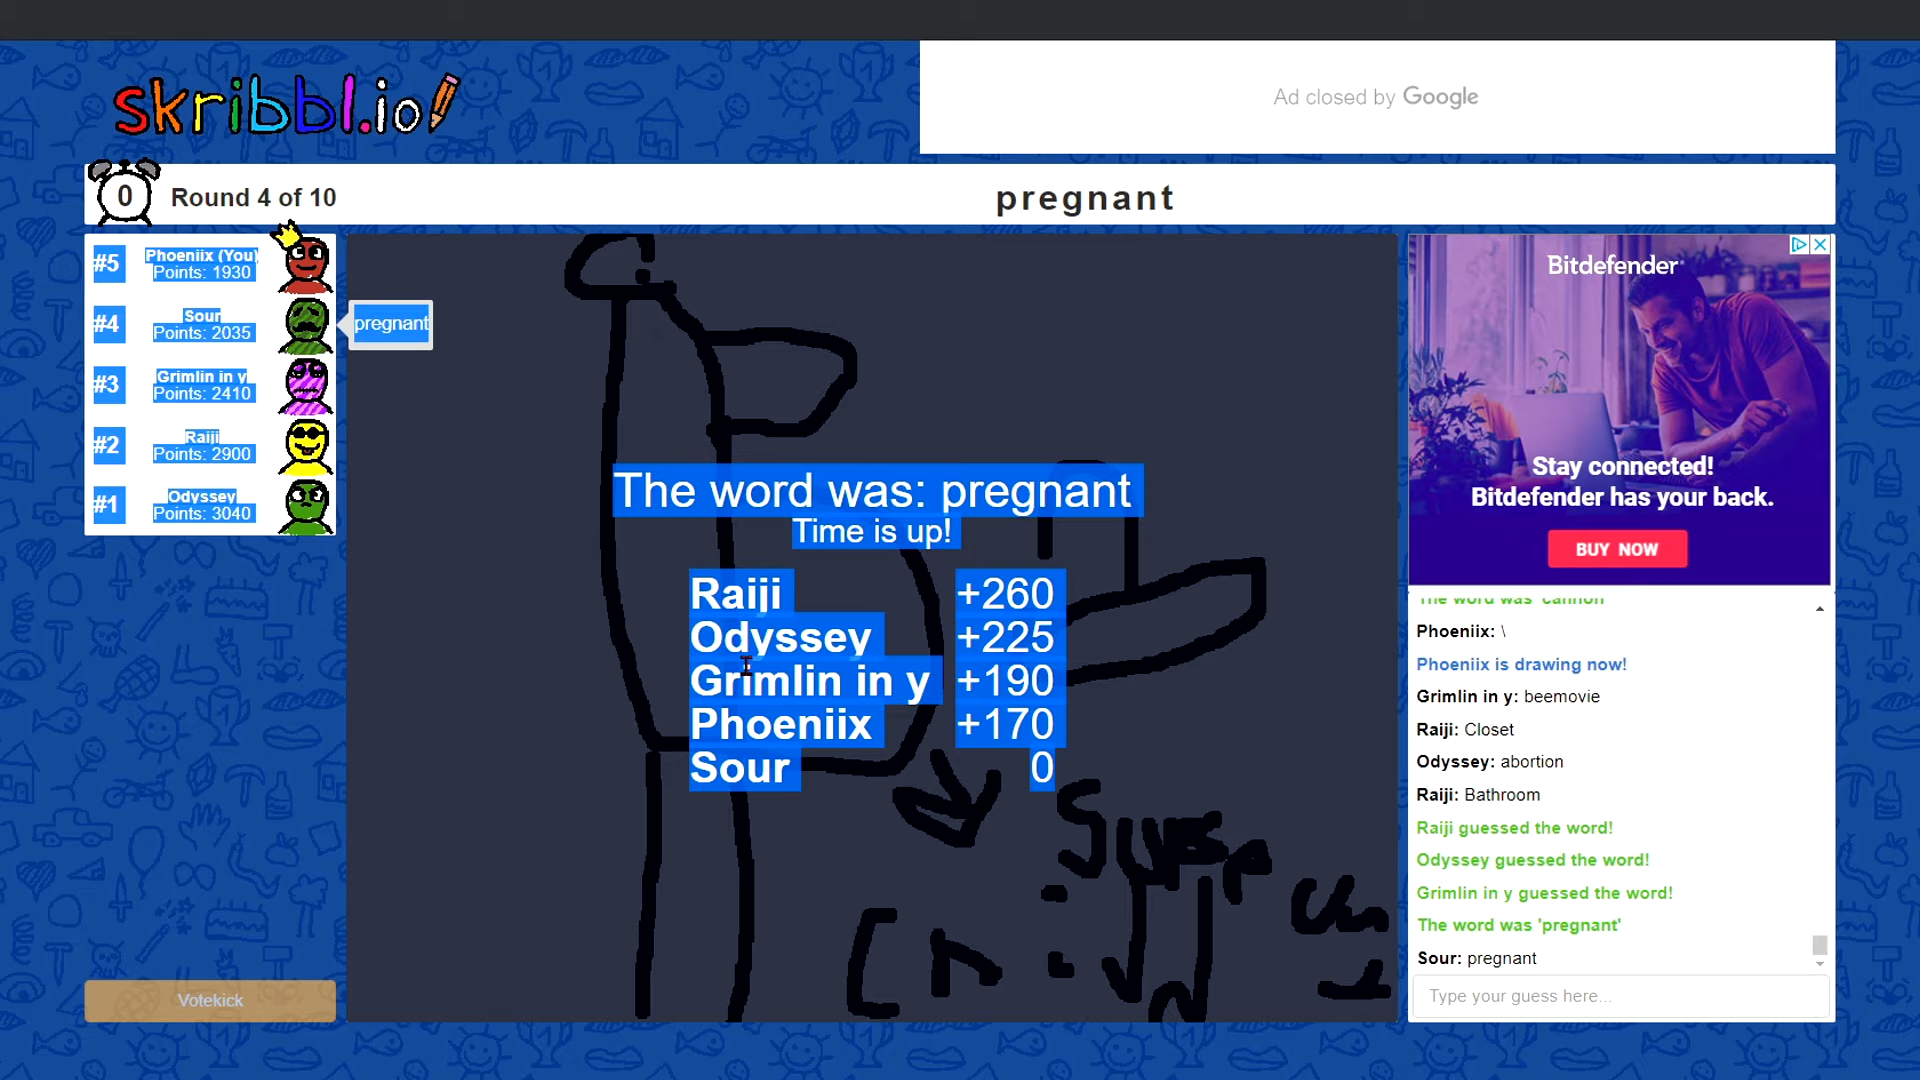 skribbl.io
Ad closed by Google
0
Round 4 of 10
pregnant
#5
Phoeniix (You)
Points: 1930
#4
Sour
Points: 2035
pregnant
#3
Grimlin in y
Points: 2410
#2
Raiji
Points: 2900
#1
Odyssey
Points: 3040
Votekick
The word was: pregnant
Time is up!
Raiji +260
Odyssey +225
Grimlin in y +190
Phoeniix +170
Sour 0
Bitdefender
Stay connected!
Bitdefender has your back.
BUY NOW
The word was 'cannon'
Phoeniix: \
Phoeniix is drawing now!
Grimlin in y: beemovie
Raiji: Closet
Odyssey: abortion
Raiji: Bathroom
Raiji guessed the word!
Odyssey guessed the word!
Grimlin in y guessed the word!
The word was 'pregnant'
Sour: pregnant
Type your guess here...